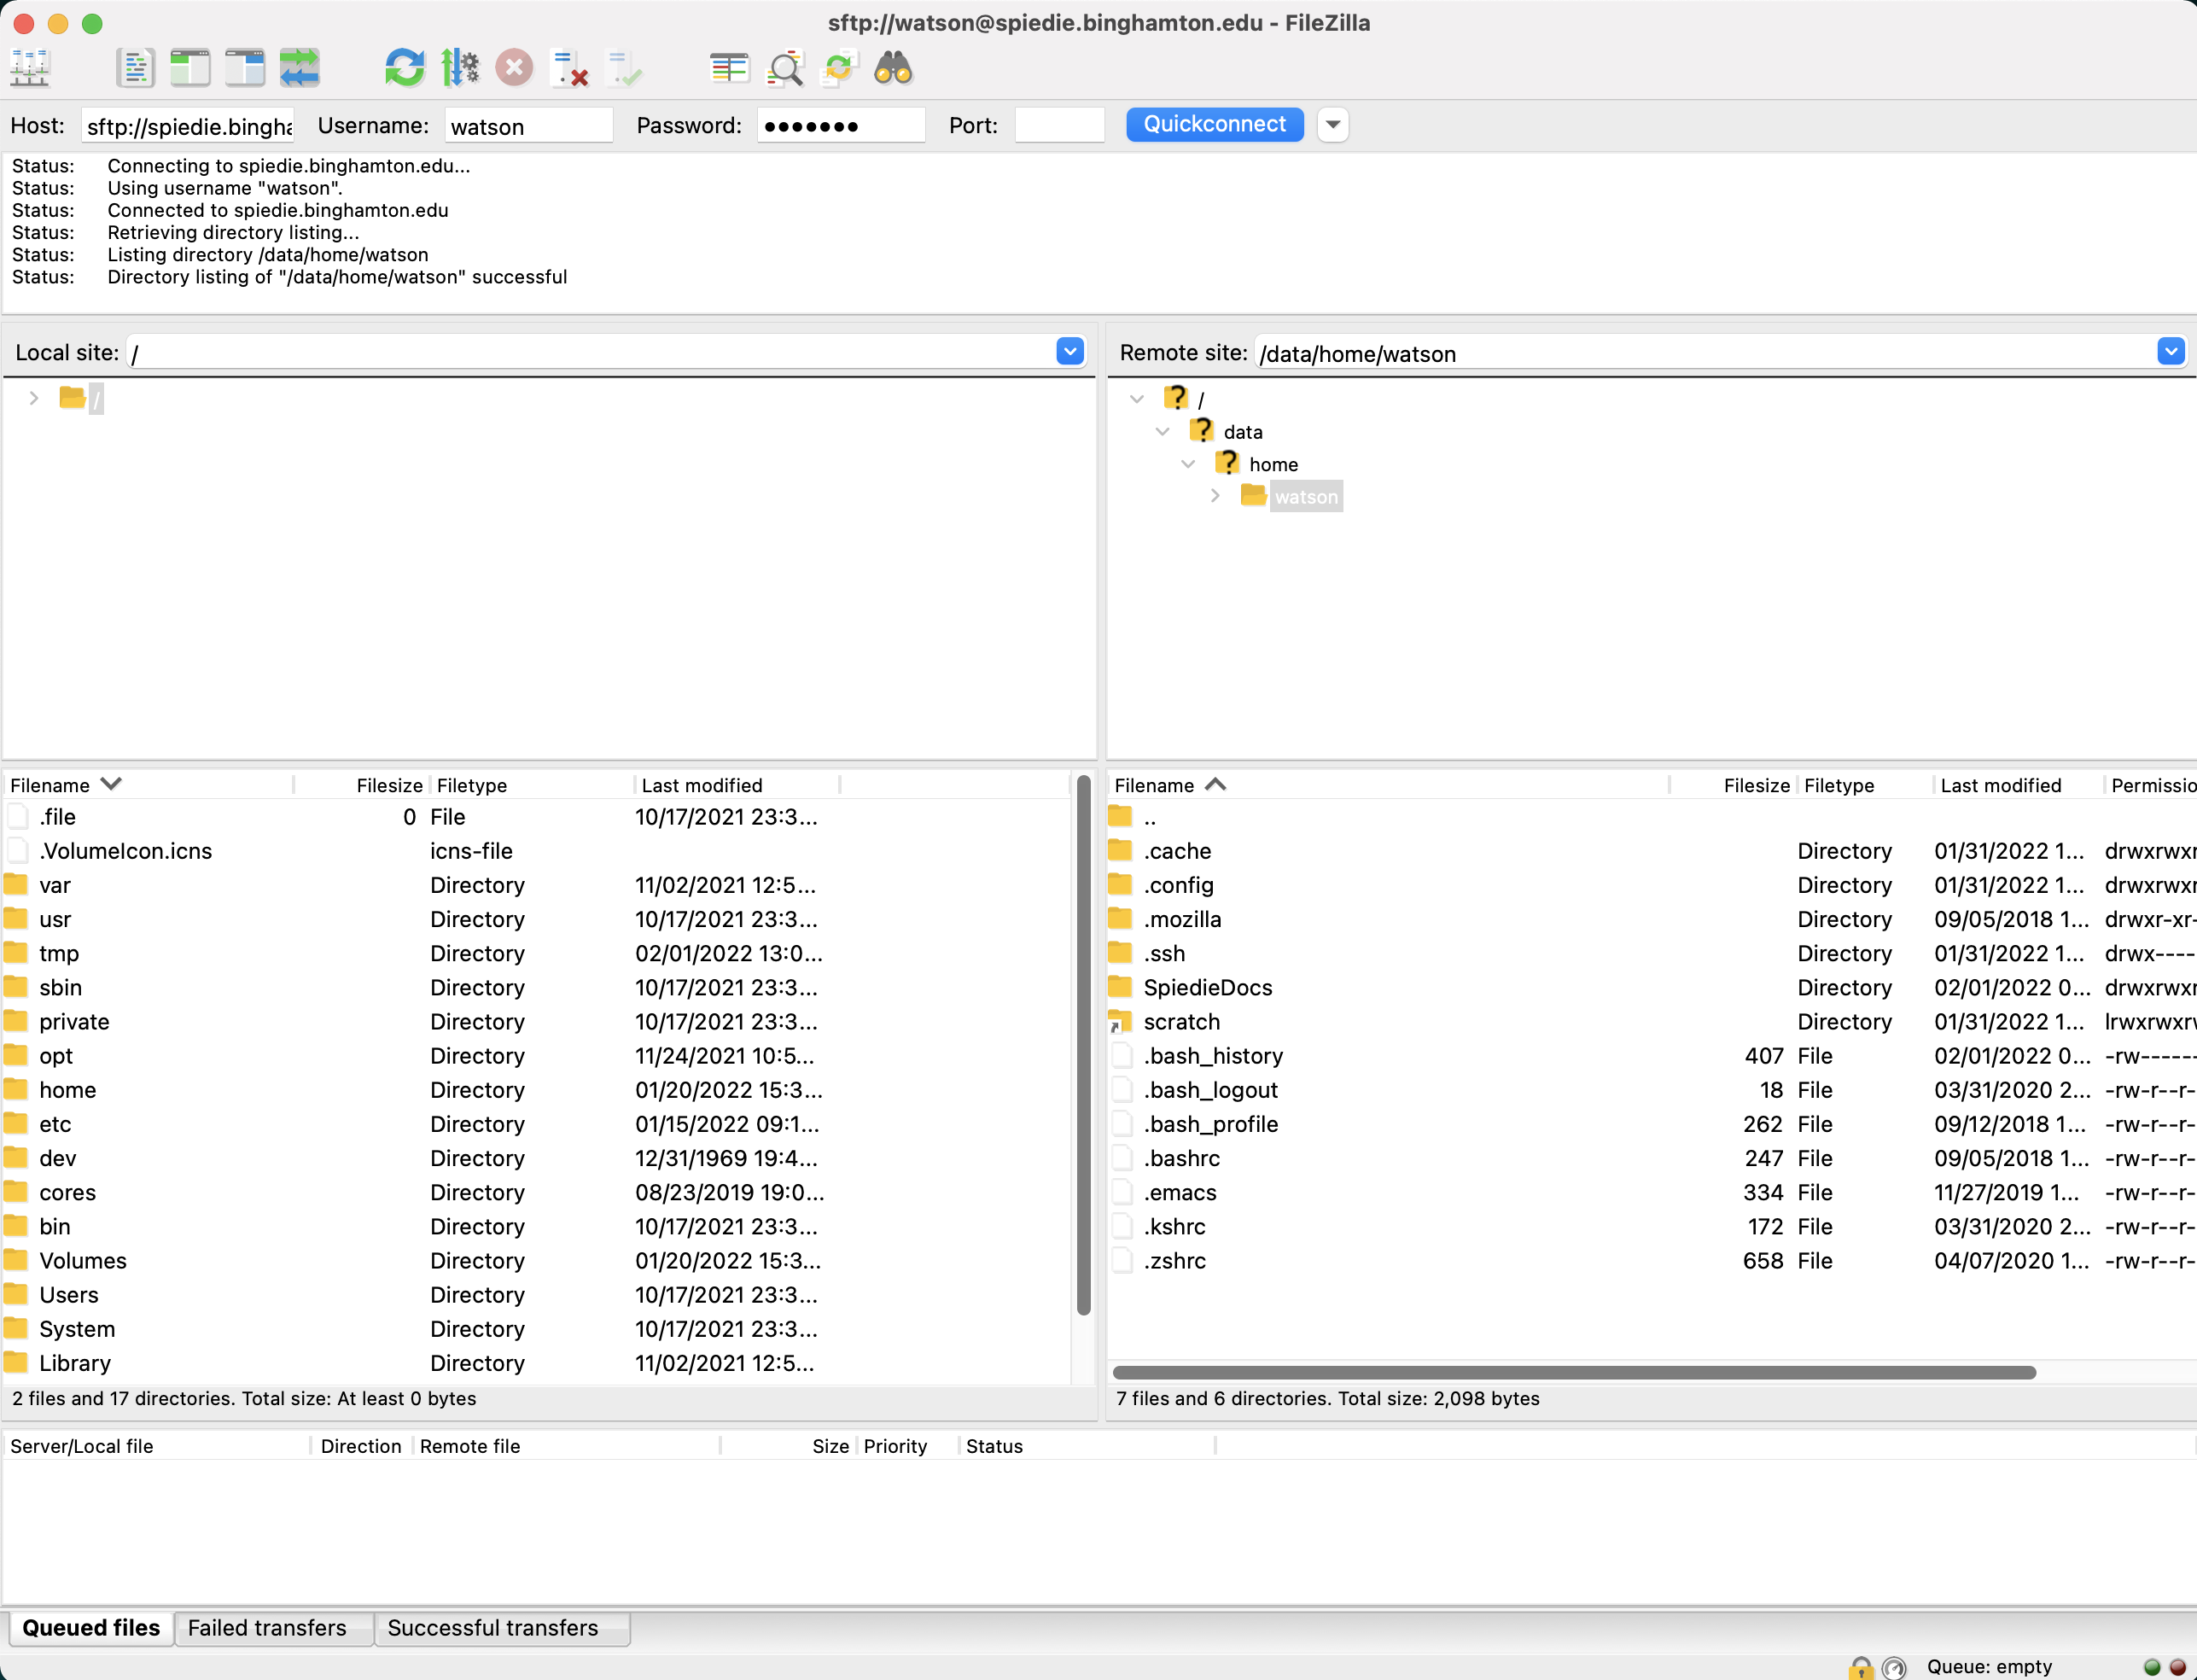 sftp://watson@spiedie.binghamton.edu - FileZilla
Host: sftp://spiedie.bingha Username: watson Password: ●●●●●●● Port: Quickconnect
Status: Connecting to spiedie.binghamton.edu...
Status: Using username "watson".
Status: Connected to spiedie.binghamton.edu
Status: Retrieving directory listing...
Status: Listing directory /data/home/watson
Status: Directory listing of "/data/home/watson" successful
Local site: /
/
Remote site: /data/home/watson
/
data
home
watson
Filename Filesize Filetype Last modified
.file 0 File 10/17/2021 23:3...
.VolumeIcon.icns icns-file
var Directory 11/02/2021 12:5...
usr Directory 10/17/2021 23:3...
tmp Directory 02/01/2022 13:0...
sbin Directory 10/17/2021 23:3...
private Directory 10/17/2021 23:3...
opt Directory 11/24/2021 10:5...
home Directory 01/20/2022 15:3...
etc Directory 01/15/2022 09:1...
dev Directory 12/31/1969 19:4...
cores Directory 08/23/2019 19:0...
bin Directory 10/17/2021 23:3...
Volumes Directory 01/20/2022 15:3...
Users Directory 10/17/2021 23:3...
System Directory 10/17/2021 23:3...
Library Directory 11/02/2021 12:5...
2 files and 17 directories. Total size: At least 0 bytes
Filename Filesize Filetype Last modified Permissio
..
.cache Directory 01/31/2022 1... drwxrwxr
.config Directory 01/31/2022 1... drwxrwxr
.mozilla Directory 09/05/2018 1... drwxr-xr-
.ssh Directory 01/31/2022 1... drwx----
SpiedieDocs Directory 02/01/2022 0... drwxrwxr
scratch Directory 01/31/2022 1... lrwxrwxrw
.bash_history 407 File 02/01/2022 0... -rw------
.bash_logout 18 File 03/31/2020 2... -rw-r--r-
.bash_profile 262 File 09/12/2018 1... -rw-r--r-
.bashrc 247 File 09/05/2018 1... -rw-r--r-
.emacs 334 File 11/27/2019 1... -rw-r--r-
.kshrc 172 File 03/31/2020 2... -rw-r--r-
.zshrc 658 File 04/07/2020 1... -rw-r--r-
7 files and 6 directories. Total size: 2,098 bytes
Server/Local file Direction Remote file Size Priority Status
Queued files Failed transfers Successful transfers
Queue: empty